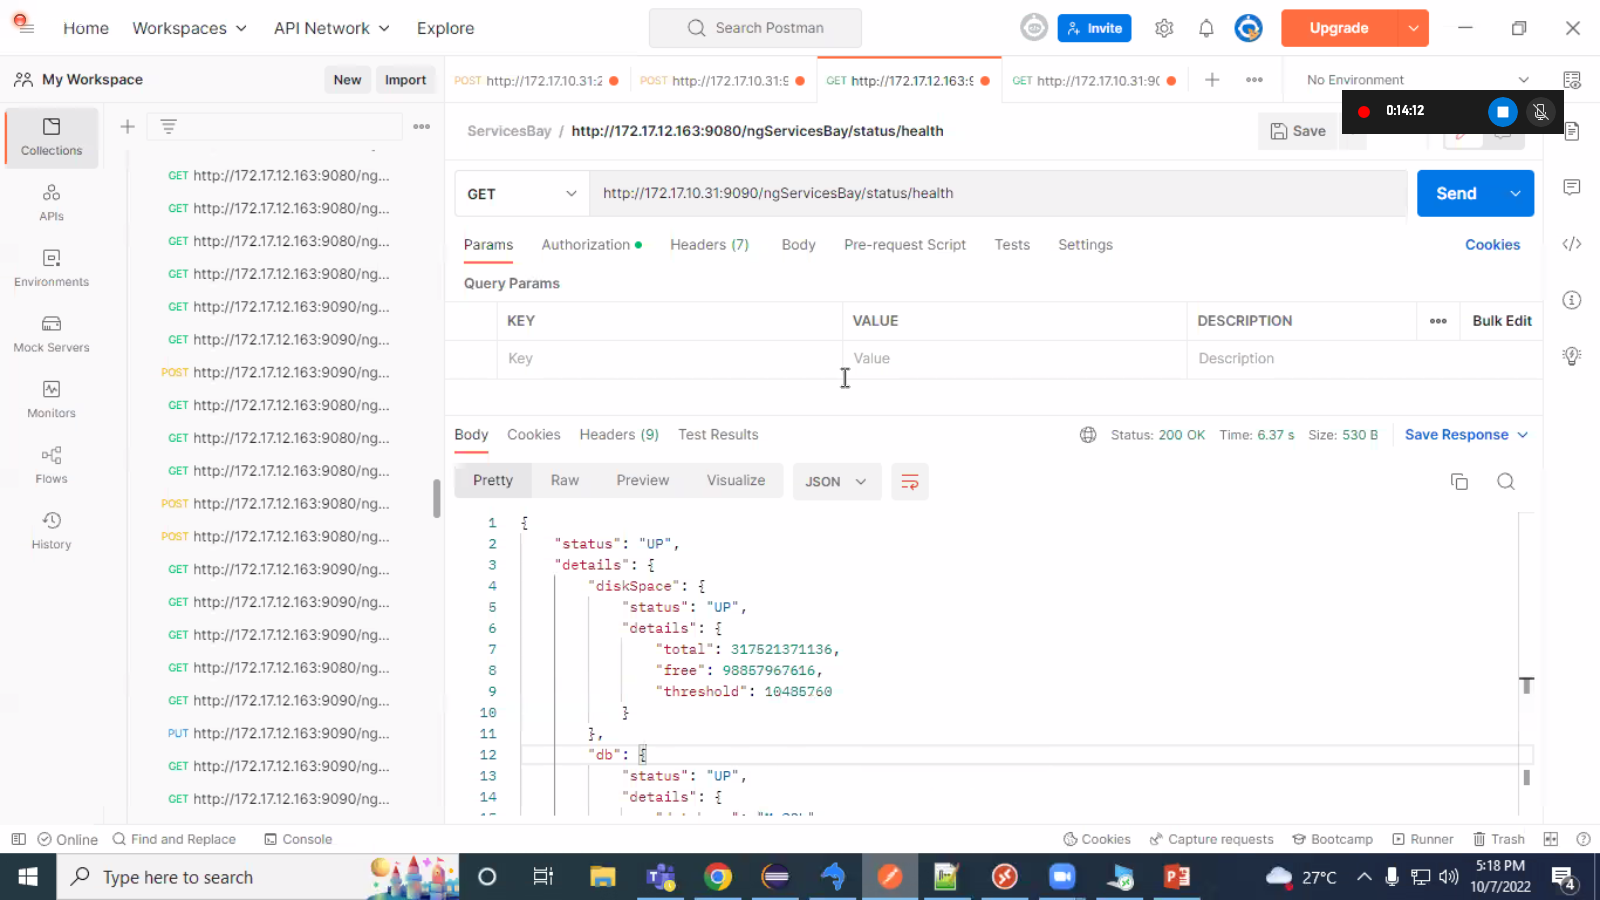 Home
Workspaces
API Network
Explore
Search Postman
Invite
Upgrade
My Workspace
New
Import
POST http://172.17.10.31:2
POST http://172.17.10.31:5
GET http://172.17.12.163:9
GET http://172.17.10.31:90
No Environment
0:14:12
ServicesBay / http://172.17.12.163:9080/ngServicesBay/status/health
Save
GET
http://172.17.10.31:9090/ngServicesBay/status/health
Send
Params
Authorization
Headers (7)
Body
Pre-request Script
Tests
Settings
Cookies
Query Params
KEY
VALUE
DESCRIPTION
Bulk Edit
Key
Value
Description
Collections
APIs
Environments
Mock Servers
Monitors
Flows
History
GET http://172.17.12.163:9080/ng...
GET http://172.17.12.163:9080/ng...
GET http://172.17.12.163:9080/ng...
GET http://172.17.12.163:9080/ng...
GET http://172.17.12.163:9090/ng...
GET http://172.17.12.163:9090/ng...
POST http://172.17.12.163:9090/ng...
GET http://172.17.12.163:9080/ng...
GET http://172.17.12.163:9080/ng...
GET http://172.17.12.163:9080/ng...
POST http://172.17.12.163:9080/ng...
POST http://172.17.12.163:9080/ng...
GET http://172.17.12.163:9090/ng...
GET http://172.17.12.163:9090/ng...
GET http://172.17.12.163:9090/ng...
GET http://172.17.12.163:9080/ng...
GET http://172.17.12.163:9090/ng...
PUT http://172.17.12.163:9090/ng...
GET http://172.17.12.163:9090/ng...
GET http://172.17.12.163:9090/ng...
Body
Cookies
Headers (9)
Test Results
Status: 200 OK
Time: 6.37 s
Size: 530 B
Save Response
Pretty
Raw
Preview
Visualize
JSON
1 {
2 "status": "UP",
3 "details": {
4 "diskSpace": {
5 "status": "UP",
6 "details": {
7 "total": 317521371136,
8 "free": 98857967616,
9 "threshold": 10485760
10 }
11 },
12 "db": {
13 "status": "UP",
14 "details": {
Online
Find and Replace
Console
Cookies
Capture requests
Bootcamp
Runner
Trash
Type here to search
27°C
5:18 PM
10/7/2022
4